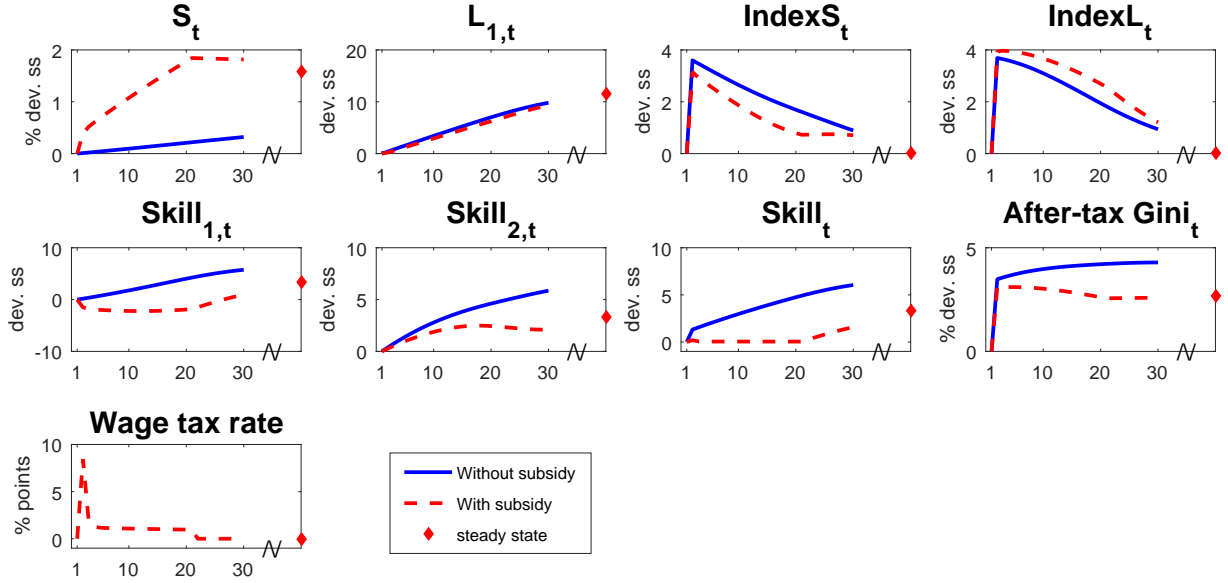 S_t
L_{1,t}
IndexS_t
IndexL_t
% dev. ss
2
1
0
1 10 20 30
dev. ss
20
10
0
1 10 20 30
dev. ss
4
2
0
1 10 20 30
dev. ss
4
2
0
1 10 20 30
Skill_{1,t}
Skill_{2,t}
Skill_t
After-tax Gini_t
dev. ss
10
0
-10
1 10 20 30
dev. ss
10
5
0
1 10 20 30
dev. ss
10
5
0
1 10 20 30
% dev. ss
5
0
1 10 20 30
Wage tax rate
% points
10
5
0
1 10 20 30
Without subsidy
With subsidy
steady state